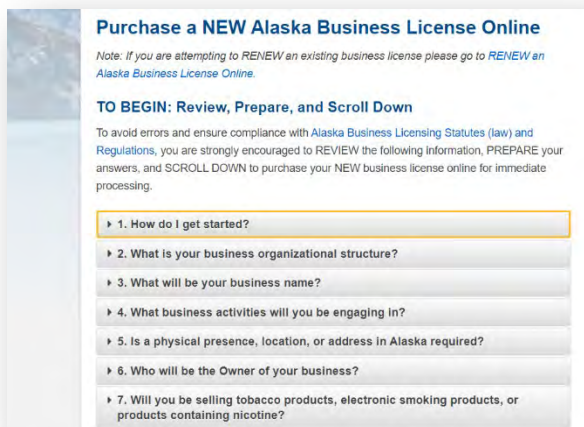 Purchase a NEW Alaska Business License Online
Note: If you are attempting to RENEW an existing business license please go to RENEW an
Alaska Business License Online.
TO BEGIN: Review, Prepare, and Scroll Down
To avoid errors and ensure compliance with Alaska Business Licensing Statutes (law) and
Regulations, you are strongly encouraged to REVIEW the following information, PREPARE your
answers, and SCROLL DOWN to purchase your NEW business license online for immediate
processing.
1. How do I get started?
2. What is your business organizational structure?
3. What will be your business name?
4. What business activities will you be engaging in?
5. Is a physical presence, location, or address in Alaska required?
6. Who will be the Owner of your business?
7. Will you be selling tobacco products, electronic smoking products, or
products containing nicotine?